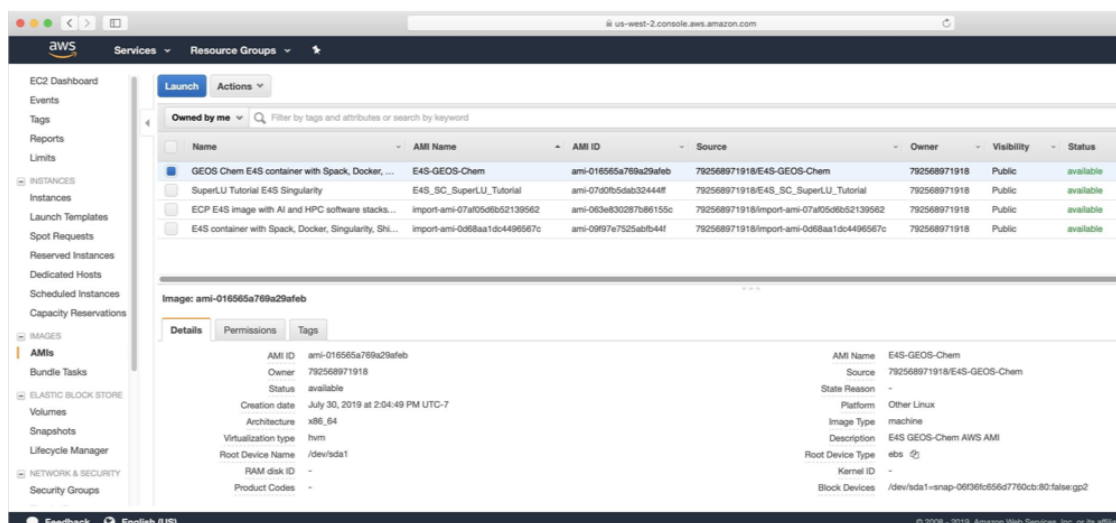 us-west-2.console.aws.amazon.com
aws Services Resource Groups
EC2 Dashboard
Events
Tags
Reports
Limits
INSTANCES
Instances
Launch Templates
Spot Requests
Reserved Instances
Dedicated Hosts
Scheduled Instances
Capacity Reservations
IMAGES
AMIs
Bundle Tasks
ELASTIC BLOCK STORE
Volumes
Snapshots
Lifecycle Manager
NETWORK & SECURITY
Security Groups
Launch Actions
Owned by me Filter by tags and attributes or search by keyword
Name AMI Name AMI ID Source Owner Visibility Status
GEOS Chem E4S container with Spack, Docker, ... E4S-GEOS-Chem ami-016565a769a29afeb 792568971918/E4S-GEOS-Chem 792568971918 Public available
SuperLU Tutorial E4S Singularity E4S_SC_SuperLU_Tutorial ami-07d0fb5dab32444ff 792568971918/E4S_SC_SuperLU_Tutorial 792568971918 Public available
ECP E4S image with AI and HPC software stacks... import-ami-07af05d6b52139562 ami-063e830287b86155c 792568971918/import-ami-07af05d6b52139562 792568971918 Public available
E4S container with Spack, Docker, Singularity, Shi... import-ami-0d68aa1dc4496567c ami-09f97e7525abfb44f 792568971918/import-ami-0d68aa1dc4496567c 792568971918 Public available
Image: ami-016565a769a29afeb
Details Permissions Tags
AMI ID ami-016565a769a29afeb AMI Name E4S-GEOS-Chem
Owner 792568971918 Source 792568971918/E4S-GEOS-Chem
Status available State Reason -
Creation date July 30, 2019 at 2:04:49 PM UTC-7 Platform Other Linux
Architecture x86_64 Image Type machine
Virtualization type hvm Description E4S GEOS-Chem AWS AMI
Root Device Name /dev/sda1 Root Device Type ebs
RAM disk ID - Kernel ID -
Product Codes - Block Devices /dev/sda1=snap-06f36fc656d7760cb:80:false:gp2
Feedback English (US) © 2008 - 2019, Amazon Web Services, Inc. or its